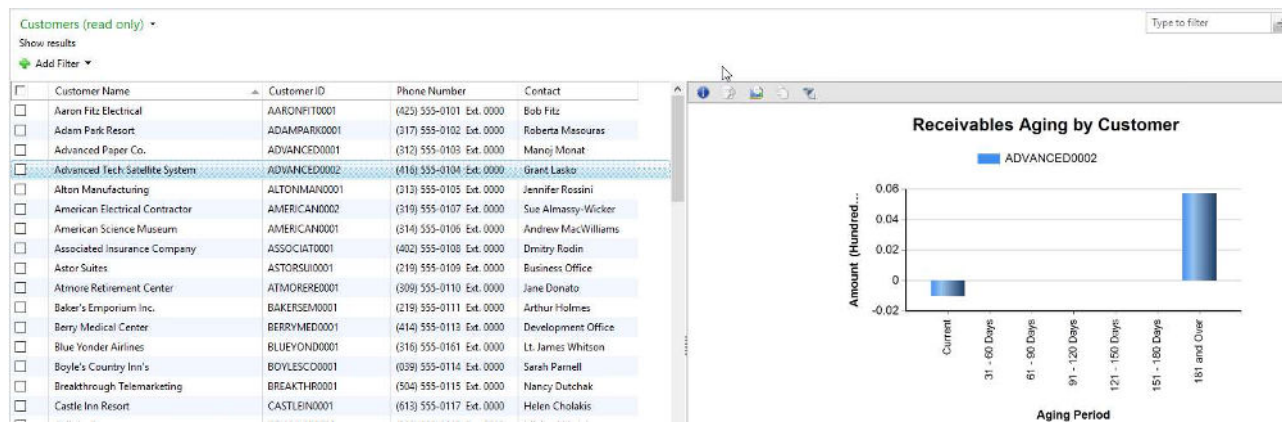 Customers (read only)
Type to filter
Show results
Add Filter
Customer Name Customer ID Phone Number Contact
Aaron Fitz Electrical AARONFIT0001 (425) 555-0101 Ext. 0000 Bob Fitz
Adam Park Resort ADAMPARK0001 (317) 555-0102 Ext. 0000 Roberta Masouras
Advanced Paper Co. ADVANCED0001 (312) 555-0103 Ext. 0000 Manoj Monat
Advanced Tech Satellite System ADVANCED0002 (416) 555-0104 Ext. 0000 Grant Lasko
Alton Manufacturing ALTONMAN0001 (313) 555-0105 Ext. 0000 Jennifer Rossini
American Electrical Contractor AMERICAN0002 (319) 555-0107 Ext. 0000 Sue Almassy-Wicker
American Science Museum AMERICAN0001 (314) 555-0106 Ext. 0000 Andrew MacWilliams
Associated Insurance Company ASSOCIAT0001 (402) 555-0108 Ext. 0000 Dmitry Rodin
Astor Suites ASTORSUI0001 (219) 555-0109 Ext. 0000 Business Office
Atmore Retirement Center ATMORERE0001 (309) 555-0110 Ext. 0000 Jane Donato
Baker's Emporium Inc. BAKERSEM0001 (219) 555-0111 Ext. 0000 Arthur Holmes
Berry Medical Center BERRYMED0001 (414) 555-0113 Ext. 0000 Development Office
Blue Yonder Airlines BLUEYOND0001 (316) 555-0161 Ext. 0000 Lt. James Whitson
Boyle's Country Inn's BOYLESCO0001 (039) 555-0114 Ext. 0000 Sarah Parnell
Breakthrough Telemarketing BREAKTHR0001 (504) 555-0115 Ext. 0000 Nancy Dutchak
Castle Inn Resort CASTLEIN0001 (613) 555-0117 Ext. 0000 Helen Cholakis
Receivables Aging by Customer
ADVANCED0002
Amount (Hundred...
0.06
0.04
0.02
0
-0.02
Current
31 - 60 Days
61 - 90 Days
91 - 120 Days
121 - 150 Days
151 - 180 Days
181 and Over
Aging Period